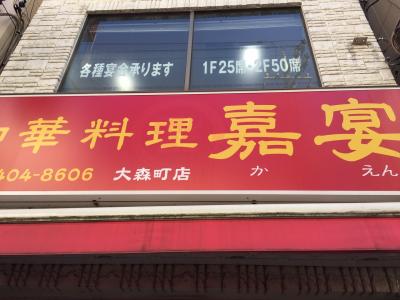 各種宴会承ります 1F25席・2F50席
中華料理 嘉宴
404-8606 大森町店 か えん